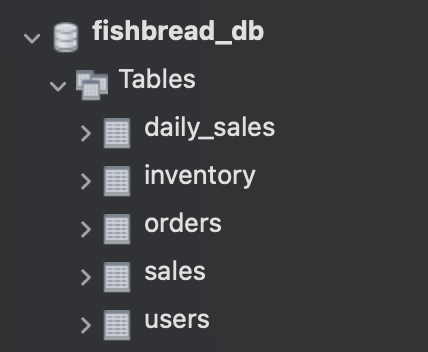 fishbread_db
Tables
daily_sales
inventory
orders
sales
users